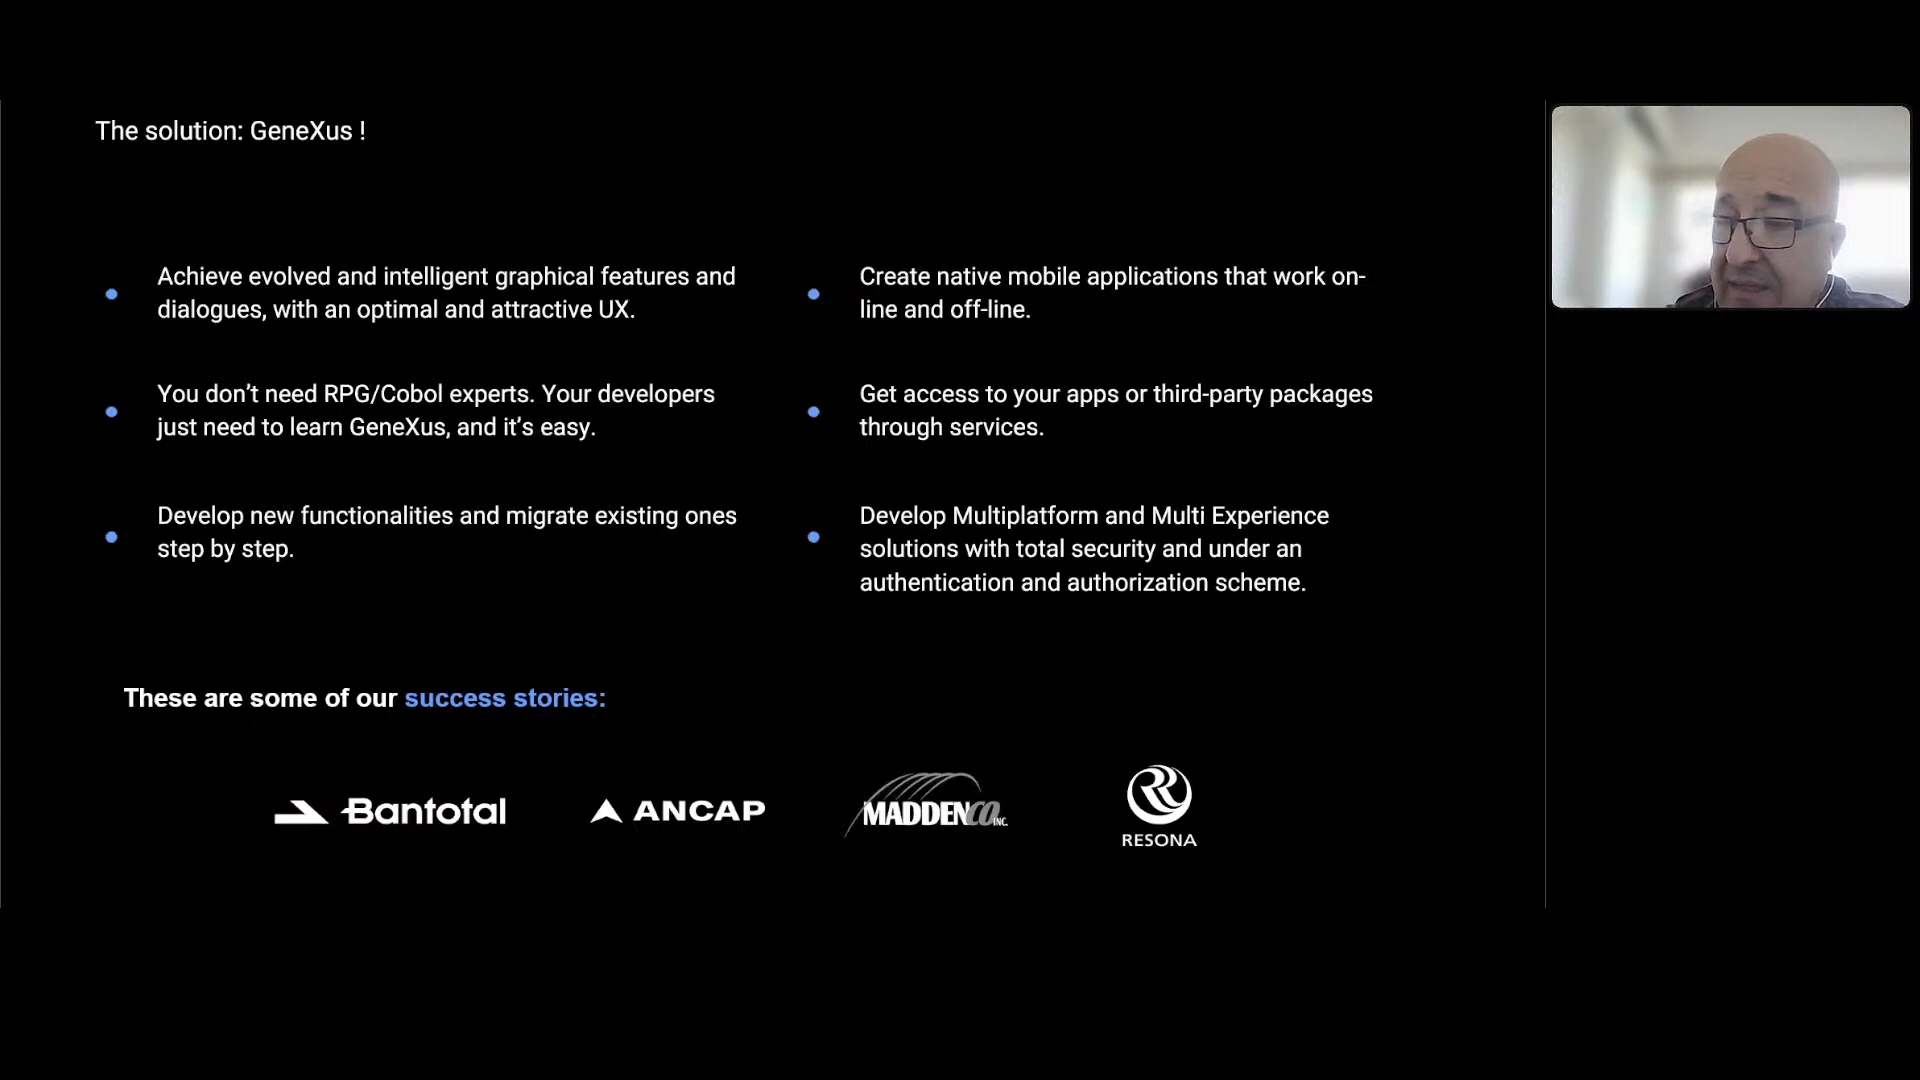 The solution: GeneXus !
Achieve evolved and intelligent graphical features and
dialogues, with an optimal and attractive UX.
You don’t need RPG/Cobol experts. Your developers
just need to learn GeneXus, and it’s easy.
Develop new functionalities and migrate existing ones
step by step.
Create native mobile applications that work on-
line and off-line.
Get access to your apps or third-party packages
through services.
Develop Multiplatform and Multi Experience
solutions with total security and under an
authentication and authorization scheme.
These are some of our success stories:
Bantotal
ANCAP
MADDENCO INC.
RESONA